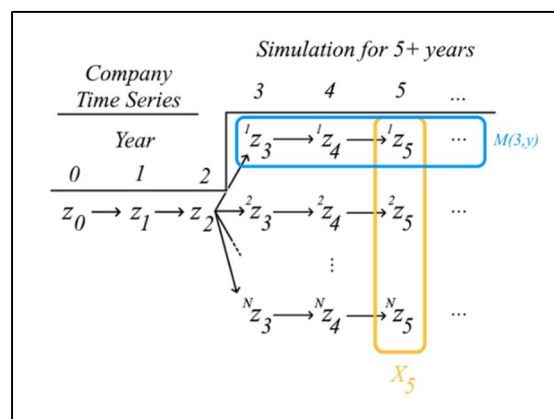 Simulation for 5+ years
Company
Time Series
3 4 5 ...
Year
¹z₃ → ¹z₄ → ¹z₅ ... M(3,y)
0 1 2
z₀ → z₁ → z₂
²z₃ → ²z₄ → ²z₅ ...
⋮
ᴺz₃ → ᴺz₄ → ᴺz₅ ...
X₅